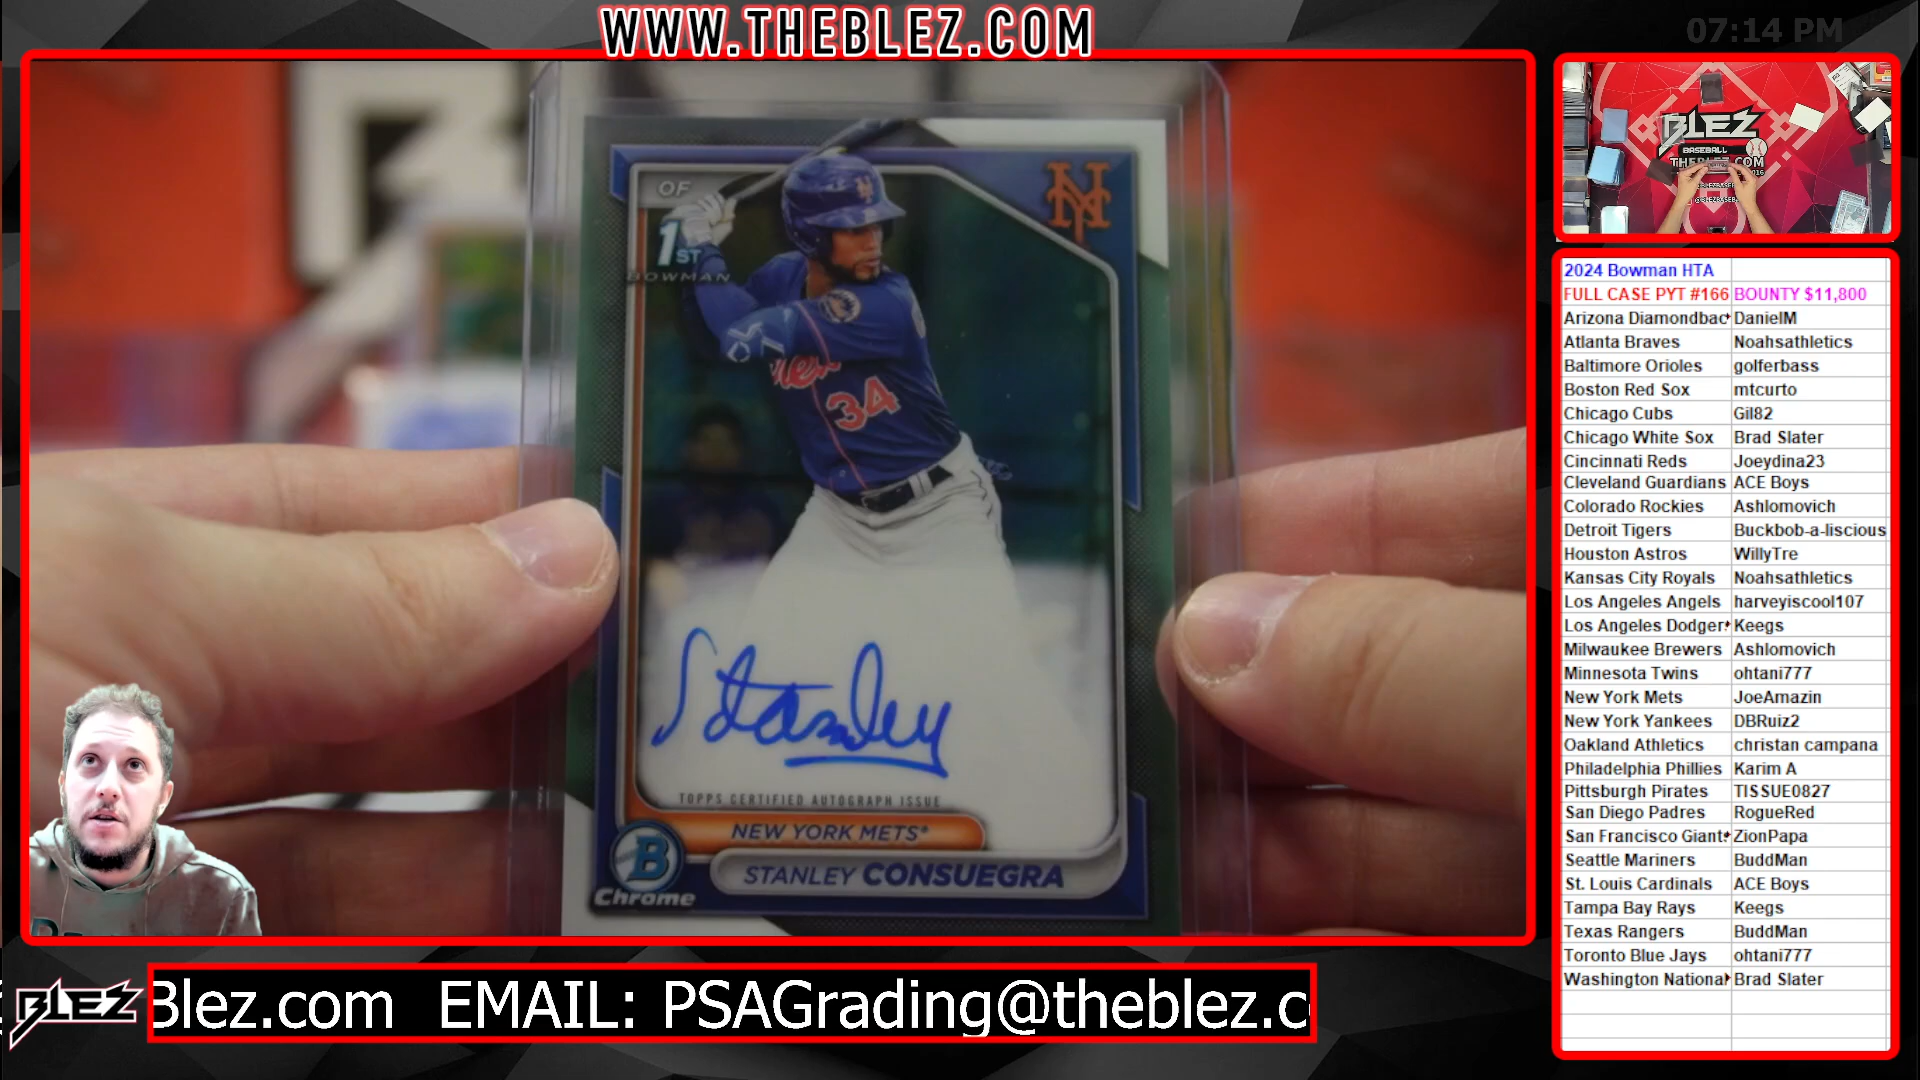 WWW.THEBLEZ.COM
07:14 PM
OF
1ST
BOWMAN
NY
34
Stanley
TOPPS CERTIFIED AUTOGRAPH ISSUE
NEW YORK METS*
STANLEY CONSUEGRA
B
Chrome
BLEZ
BASEBALL
THEBLEZ.COM
2024 Bowman HTA
FULL CASE PYT #166 BOUNTY $11,800
Arizona Diamondbac DanielM
Atlanta Braves Noahsathletics
Baltimore Orioles golferbass
Boston Red Sox mtcurto
Chicago Cubs Gil82
Chicago White Sox Brad Slater
Cincinnati Reds Joeydina23
Cleveland Guardians ACE Boys
Colorado Rockies Ashlomovich
Detroit Tigers Buckbob-a-liscious
Houston Astros WillyTre
Kansas City Royals Noahsathletics
Los Angeles Angels harveyiscool107
Los Angeles Dodger Keegs
Milwaukee Brewers Ashlomovich
Minnesota Twins ohtani777
New York Mets JoeAmazin
New York Yankees DBRuiz2
Oakland Athletics christan campana
Philadelphia Phillies Karim A
Pittsburgh Pirates TISSUE0827
San Diego Padres RogueRed
San Francisco Giant ZionPapa
Seattle Mariners BuddMan
St. Louis Cardinals ACE Boys
Tampa Bay Rays Keegs
Texas Rangers BuddMan
Toronto Blue Jays ohtani777
Washington National Brad Slater
BLEZ
Blez.com EMAIL: PSAGrading@theblez.c